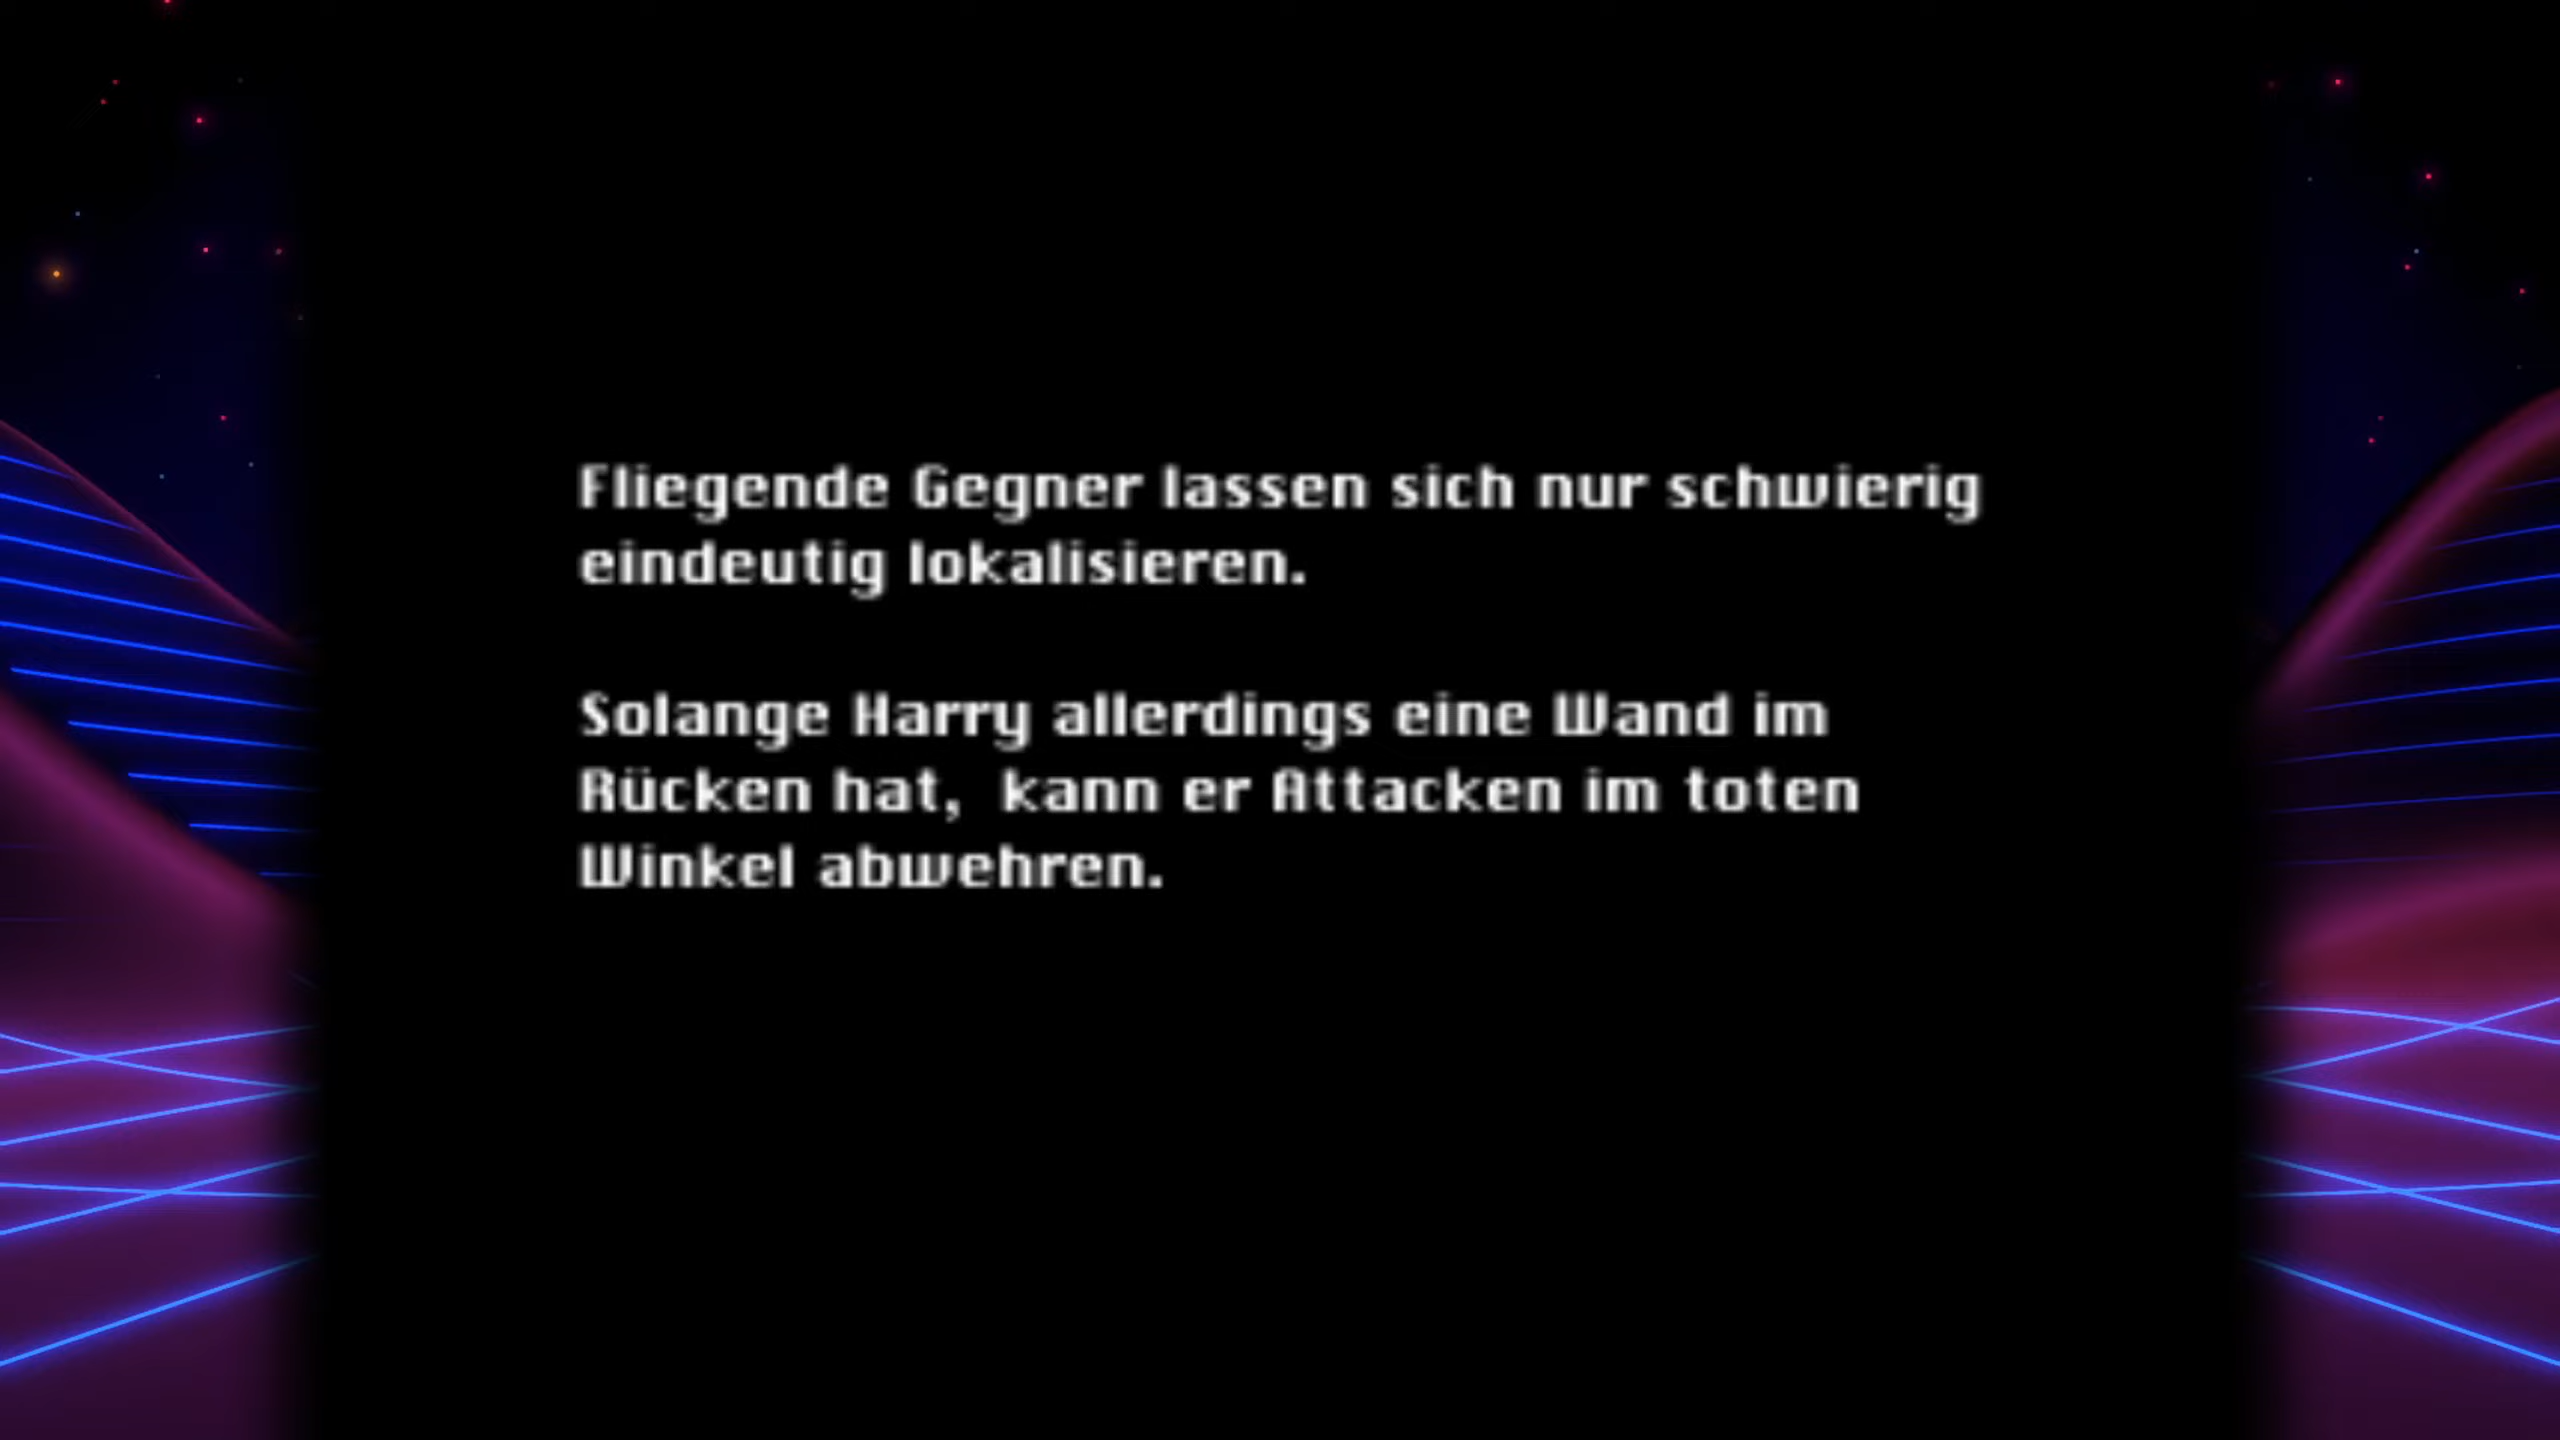 Fliegende Gegner lassen sich nur schwierig
eindeutig lokalisieren.
Solange Harry allerdings eine Wand im
Rücken hat, kann er Attacken im toten
Winkel abwehren.